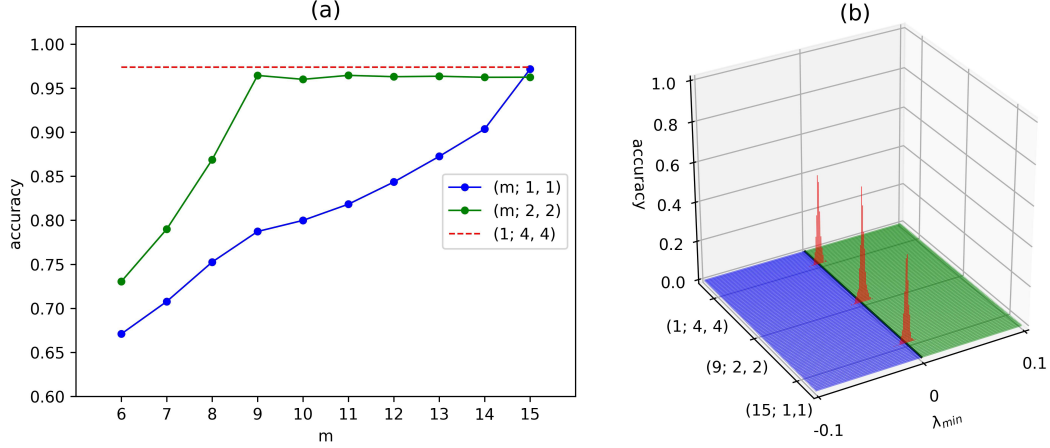 (a)
accuracy
1.00
0.95
0.90
0.85
0.80
0.75
0.70
0.65
0.60
6 7 8 9 10 11 12 13 14 15
m
(m; 1, 1)
(m; 2, 2)
(1; 4, 4)
(b)
accuracy
1.0
0.8
0.6
0.4
0.2
0.0
(1; 4, 4)
(9; 2, 2)
(15; 1,1)
-0.1
0
0.1
λmin